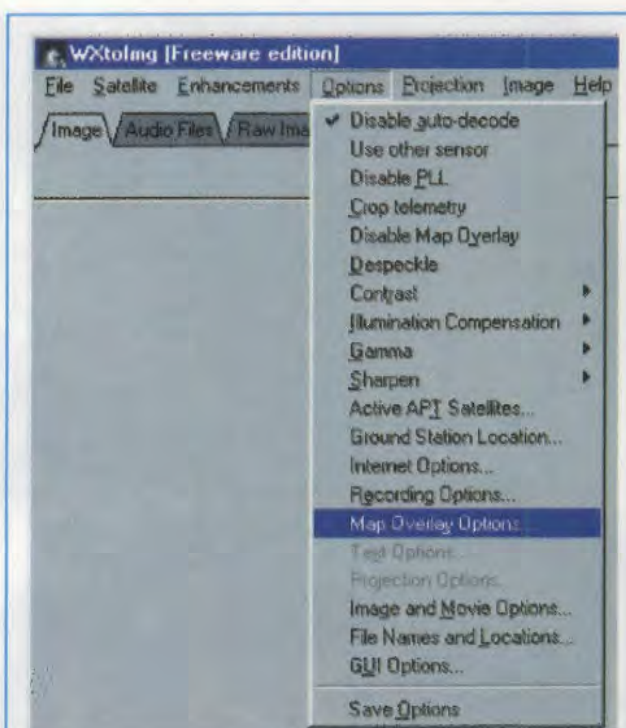 WXtoImg [Freeware edition]
File Satellite Enhancements Options Projection Image Help
Image Audio Files Raw Ima
Disable auto-decode
Use other sensor
Disable PLL
Crop telemetry
Disable Map Overlay
Despeckle
Contrast
Illumination Compensation
Gamma
Sharpen
Active APT Satellites...
Ground Station Location...
Internet Options...
Recording Options...
Map Overlay Options...
Text Options...
Projection Options...
Image and Movie Options...
File Names and Locations...
GUI Options...
Save Options